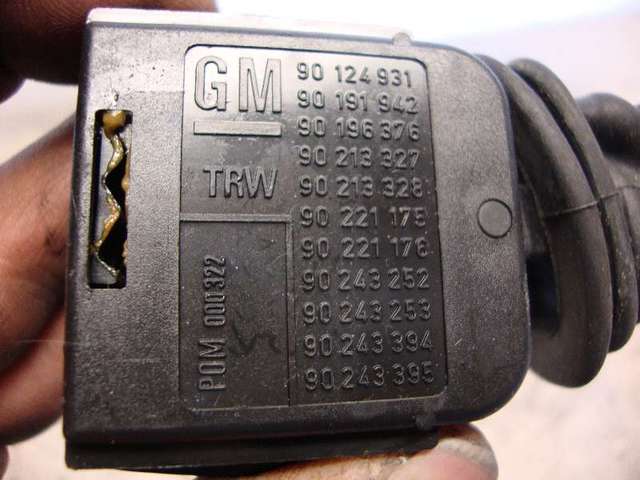 GM
TRW
POM 000322
90 124 931
90 191 942
90 196 376
90 213 327
90 213 328
90 221 175
90 221 176
90 243 252
90 243 253
90 243 394
90 243 395